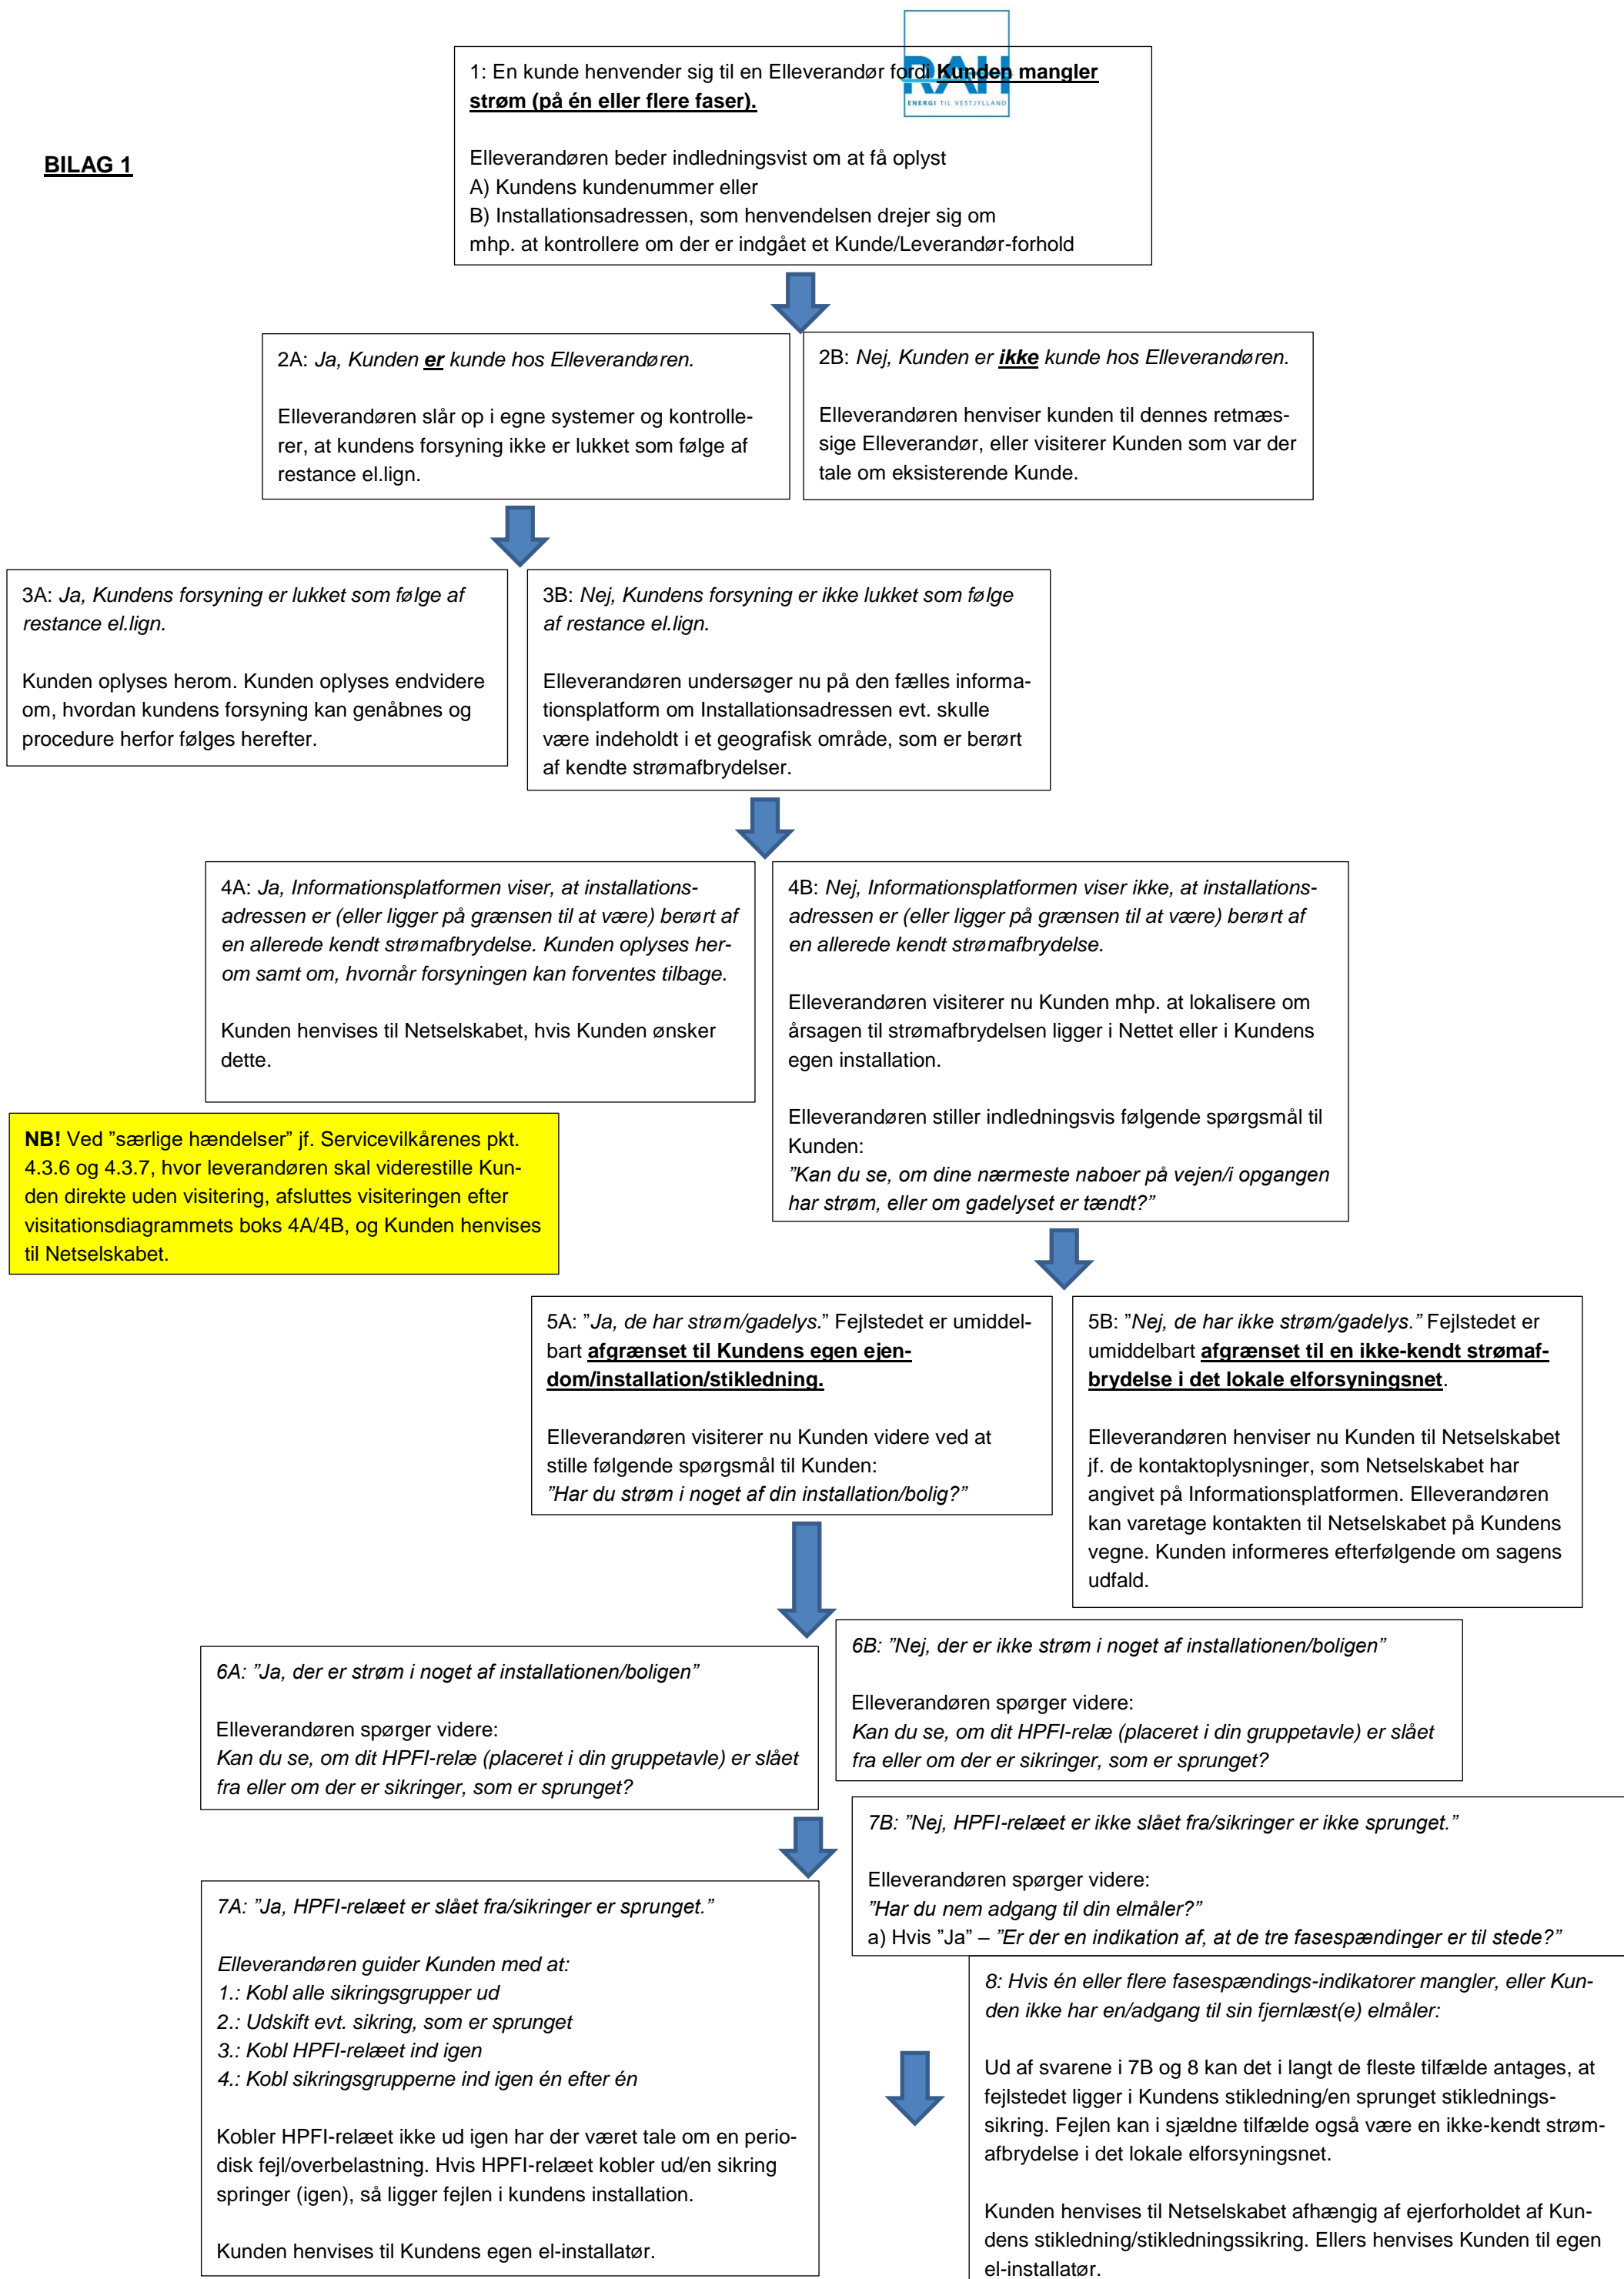 RAH
ENERGI TIL VESTJYLLAND
BILAG 1
1: En kunde henvender sig til en Elleverandør fordi Kunden mangler
strøm (på én eller flere faser).
Elleverandøren beder indledningsvist om at få oplyst
A) Kundens kundenummer eller
B) Installationsadressen, som henvendelsen drejer sig om
mhp. at kontrollere om der er indgået et Kunde/Leverandør-forhold
2A: Ja, Kunden er kunde hos Elleverandøren.
Elleverandøren slår op i egne systemer og kontrolle-
rer, at kundens forsyning ikke er lukket som følge af
restance el.lign.
2B: Nej, Kunden er ikke kunde hos Elleverandøren.
Elleverandøren henviser kunden til dennes retmæs-
sige Elleverandør, eller visiterer Kunden som var der
tale om eksisterende Kunde.
3A: Ja, Kundens forsyning er lukket som følge af
restance el.lign.
Kunden oplyses herom. Kunden oplyses endvidere
om, hvordan kundens forsyning kan genåbnes og
procedure herfor følges herefter.
3B: Nej, Kundens forsyning er ikke lukket som følge
af restance el.lign.
Elleverandøren undersøger nu på den fælles informa-
tionsplatform om Installationsadressen evt. skulle
være indeholdt i et geografisk område, som er berørt
af kendte strømafbrydelser.
4A: Ja, Informationsplatformen viser, at installations-
adressen er (eller ligger på grænsen til at være) berørt af
en allerede kendt strømafbrydelse. Kunden oplyses her-
om samt om, hvornår forsyningen kan forventes tilbage.
Kunden henvises til Netselskabet, hvis Kunden ønsker
dette.
4B: Nej, Informationsplatformen viser ikke, at installations-
adressen er (eller ligger på grænsen til at være) berørt af
en allerede kendt strømafbrydelse.
Elleverandøren visiterer nu Kunden mhp. at lokalisere om
årsagen til strømafbrydelsen ligger i Nettet eller i Kundens
egen installation.
Elleverandøren stiller indledningsvis følgende spørgsmål til
Kunden:
”Kan du se, om dine nærmeste naboer på vejen/i opgangen
har strøm, eller om gadelyset er tændt?”
NB! Ved ”særlige hændelser” jf. Servicevilkårenes pkt.
4.3.6 og 4.3.7, hvor leverandøren skal viderestille Kun-
den direkte uden visitering, afsluttes visiteringen efter
visitationsdiagrammets boks 4A/4B, og Kunden henvises
til Netselskabet.
5A: ”Ja, de har strøm/gadelys.” Fejlstedet er umiddel-
bart afgrænset til Kundens egen ejen-
dom/installation/stikledning.
Elleverandøren visiterer nu Kunden videre ved at
stille følgende spørgsmål til Kunden:
”Har du strøm i noget af din installation/bolig?”
5B: ”Nej, de har ikke strøm/gadelys.” Fejlstedet er
umiddelbart afgrænset til en ikke-kendt strømaf-
brydelse i det lokale elforsyningsnet.
Elleverandøren henviser nu Kunden til Netselskabet
jf. de kontaktoplysninger, som Netselskabet har
angivet på Informationsplatformen. Elleverandøren
kan varetage kontakten til Netselskabet på Kundens
vegne. Kunden informeres efterfølgende om sagens
udfald.
6A: ”Ja, der er strøm i noget af installationen/boligen”
Elleverandøren spørger videre:
Kan du se, om dit HPFI-relæ (placeret i din gruppetavle) er slået
fra eller om der er sikringer, som er sprunget?
6B: ”Nej, der er ikke strøm i noget af installationen/boligen”
Elleverandøren spørger videre:
Kan du se, om dit HPFI-relæ (placeret i din gruppetavle) er slået
fra eller om der er sikringer, som er sprunget?
7A: ”Ja, HPFI-relæet er slået fra/sikringer er sprunget.”
Elleverandøren guider Kunden med at:
1.: Kobl alle sikringsgrupper ud
2.: Udskift evt. sikring, som er sprunget
3.: Kobl HPFI-relæet ind igen
4.: Kobl sikringsgrupperne ind igen én efter én
Kobler HPFI-relæet ikke ud igen har der været tale om en perio-
disk fejl/overbelastning. Hvis HPFI-relæet kobler ud/en sikring
springer (igen), så ligger fejlen i kundens installation.
Kunden henvises til Kundens egen el-installatør.
7B: ”Nej, HPFI-relæet er ikke slået fra/sikringer er ikke sprunget.”
Elleverandøren spørger videre:
”Har du nem adgang til din elmåler?”
a) Hvis ”Ja” – ”Er der en indikation af, at de tre fasespændinger er til stede?”
8: Hvis én eller flere fasespændings-indikatorer mangler, eller Kun-
den ikke har en/adgang til sin fjernlæst(e) elmåler:
Ud af svarene i 7B og 8 kan det i langt de fleste tilfælde antages, at
fejlstedet ligger i Kundens stikledning/en sprunget stiklednings-
sikring. Fejlen kan i sjældne tilfælde også være en ikke-kendt strøm-
afbrydelse i det lokale elforsyningsnet.
Kunden henvises til Netselskabet afhængig af ejerforholdet af Kun-
dens stikledning/stikledningssikring. Ellers henvises Kunden til egen
el-installatør.